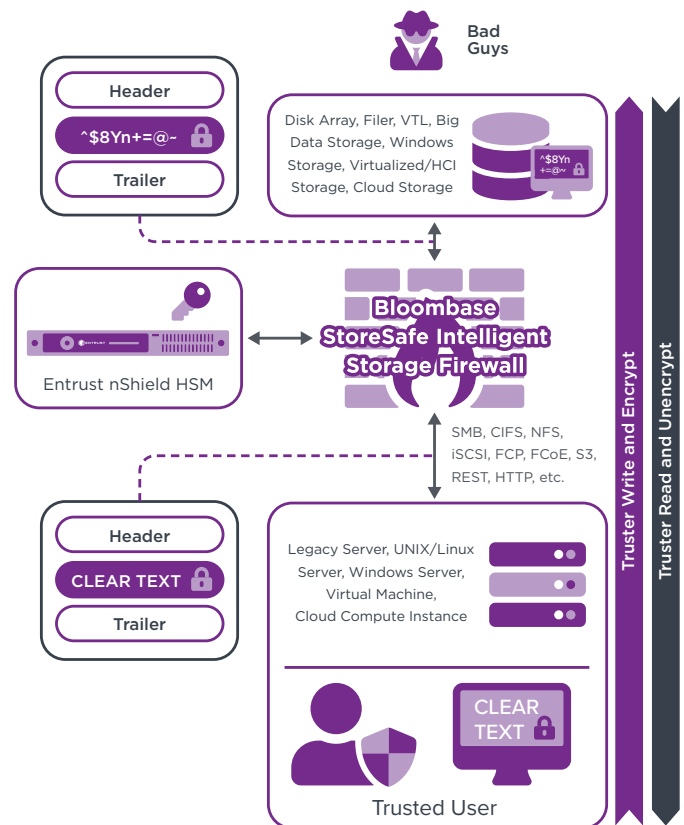 Bad
Guys
Header
^$8Yn+=@~
Trailer
Disk Array, Filer, VTL, Big
Data Storage, Windows
Storage, Virtualized/HCI
Storage, Cloud Storage
^$8Yn
+=@~
ENTRUST
Entrust nShield HSM
Bloombase
StoreSafe Intelligent
Storage Firewall
SMB, CIFS, NFS,
iSCSI, FCP, FCoE, S3,
REST, HTTP, etc.
Header
CLEAR TEXT
Trailer
Legacy Server, UNIX/Linux
Server, Windows Server,
Virtual Machine,
Cloud Compute Instance
CLEAR
TEXT
Trusted User
Truster Write and Encrypt
Truster Read and Unencrypt